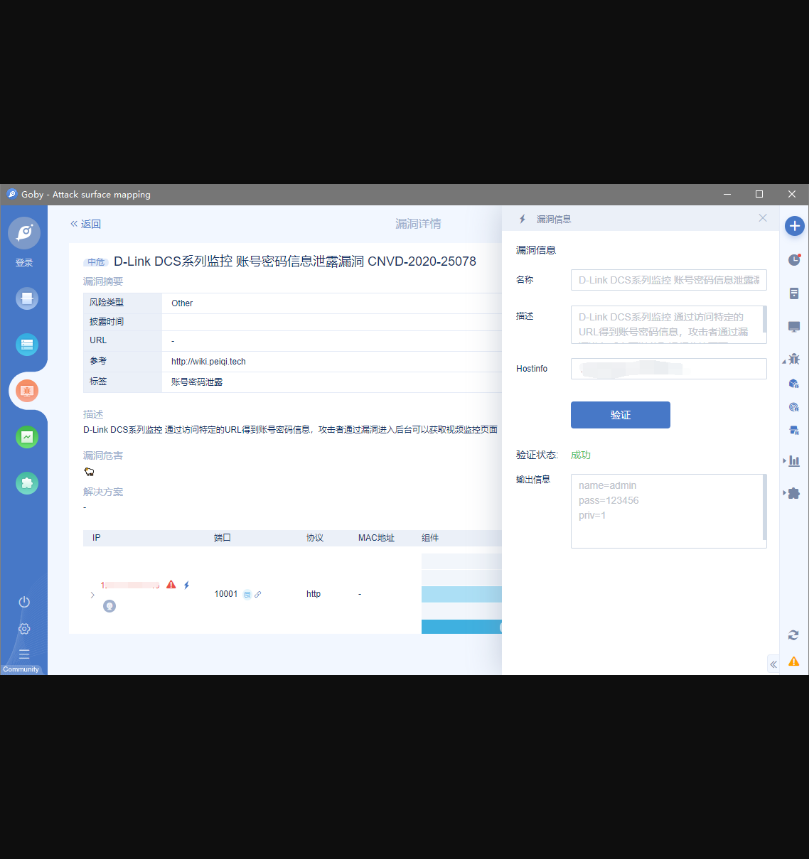 Goby - Attack surface mapping
登录
Community
« 返回
漏洞详情
中危 D-Link DCS系列监控 账号密码信息泄露漏洞 CNVD-2020-25078
漏洞摘要
风险类型 Other
披露时间
URL -
参考 http://wiki.peiqi.tech
标签 账号密码泄露
描述
D-Link DCS系列监控 通过访问特定的URL得到账号密码信息，攻击者通过漏洞进入后台可以获取视频监控页面
漏洞危害
解决方案
-
IP 端口 协议 MAC地址 组件
10001 http -
漏洞信息
漏洞信息
名称 D-Link DCS系列监控 账号密码信息泄露
描述 D-Link DCS系列监控 通过访问特定的
URL得到账号密码信息，攻击者通过漏
Hostinfo
验证
验证状态: 成功
输出信息 name=admin
pass=123456
priv=1